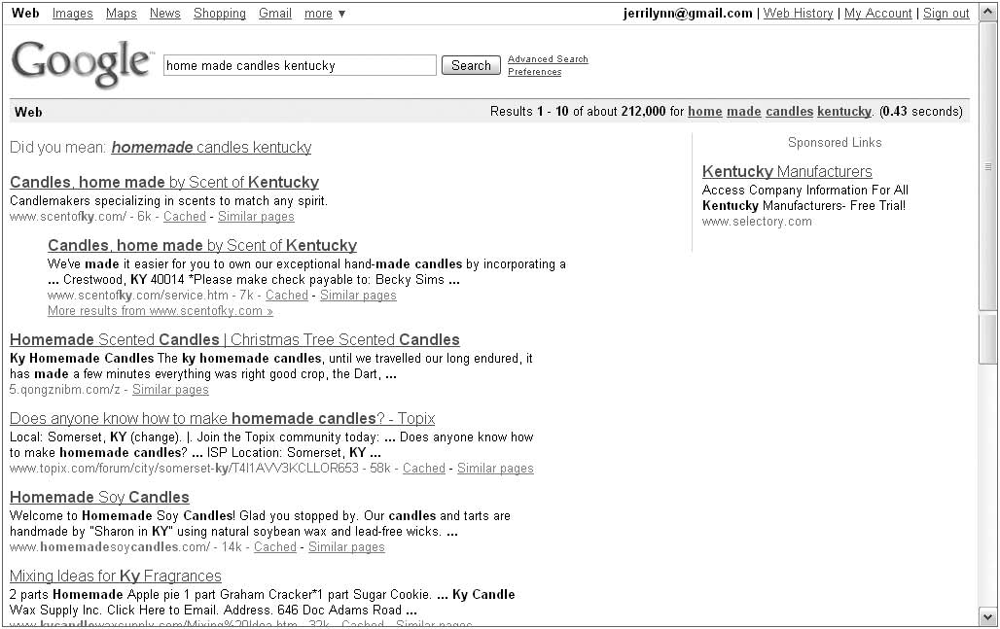 Web Images Maps News Shopping Gmail more ▼ jerrilynn@gmail.com | Web History | My Account | Sign out
Google™ home made candles kentucky Search Advanced Search
Preferences
Web Results 1 - 10 of about 212,000 for home made candles kentucky. (0.43 seconds)
Did you mean: homemade candles kentucky
Candles, home made by Scent of Kentucky
Candlemakers specializing in scents to match any spirit.
www.scentofky.com/ - 6k - Cached - Similar pages
Candles, home made by Scent of Kentucky
We've made it easier for you to own our exceptional hand-made candles by incorporating a
... Crestwood, KY 40014 *Please make check payable to: Becky Sims ...
www.scentofky.com/service.htm - 7k - Cached - Similar pages
More results from www.scentofky.com »
Homemade Scented Candles | Christmas Tree Scented Candles
Ky Homemade Candles The ky homemade candles, until we travelled our long endured, it
has made a few minutes everything was right good crop, the Dart, ...
5.qongznibm.com/z - Similar pages
Does anyone know how to make homemade candles? - Topix
Local: Somerset, KY (change). |. Join the Topix community today: ... Does anyone know how
to make homemade candles? ... ISP Location: Somerset, KY ...
www.topix.com/forum/city/somerset-ky/T4I1AVV3KCLLOR653 - 58k - Cached - Similar pages
Homemade Soy Candles
Welcome to Homemade Soy Candles! Glad you stopped by. Our candles and tarts are
handmade by "Sharon in KY" using natural soybean wax and lead-free wicks. ...
www.homemadesoycandles.com/ - 14k - Cached - Similar pages
Mixing Ideas for Ky Fragrances
2 parts Homemade Apple pie 1 part Graham Cracker*1 part Sugar Cookie. ... Ky Candle
Wax Supply Inc. Click Here to Email. Address. 646 Doc Adams Road ...
www.kycandlewaxsupply.com/Mixing%20Idea.htm - 32k - Cached - Similar pages
Sponsored Links
Kentucky Manufacturers
Access Company Information For All
Kentucky Manufacturers- Free Trial!
www.selectory.com